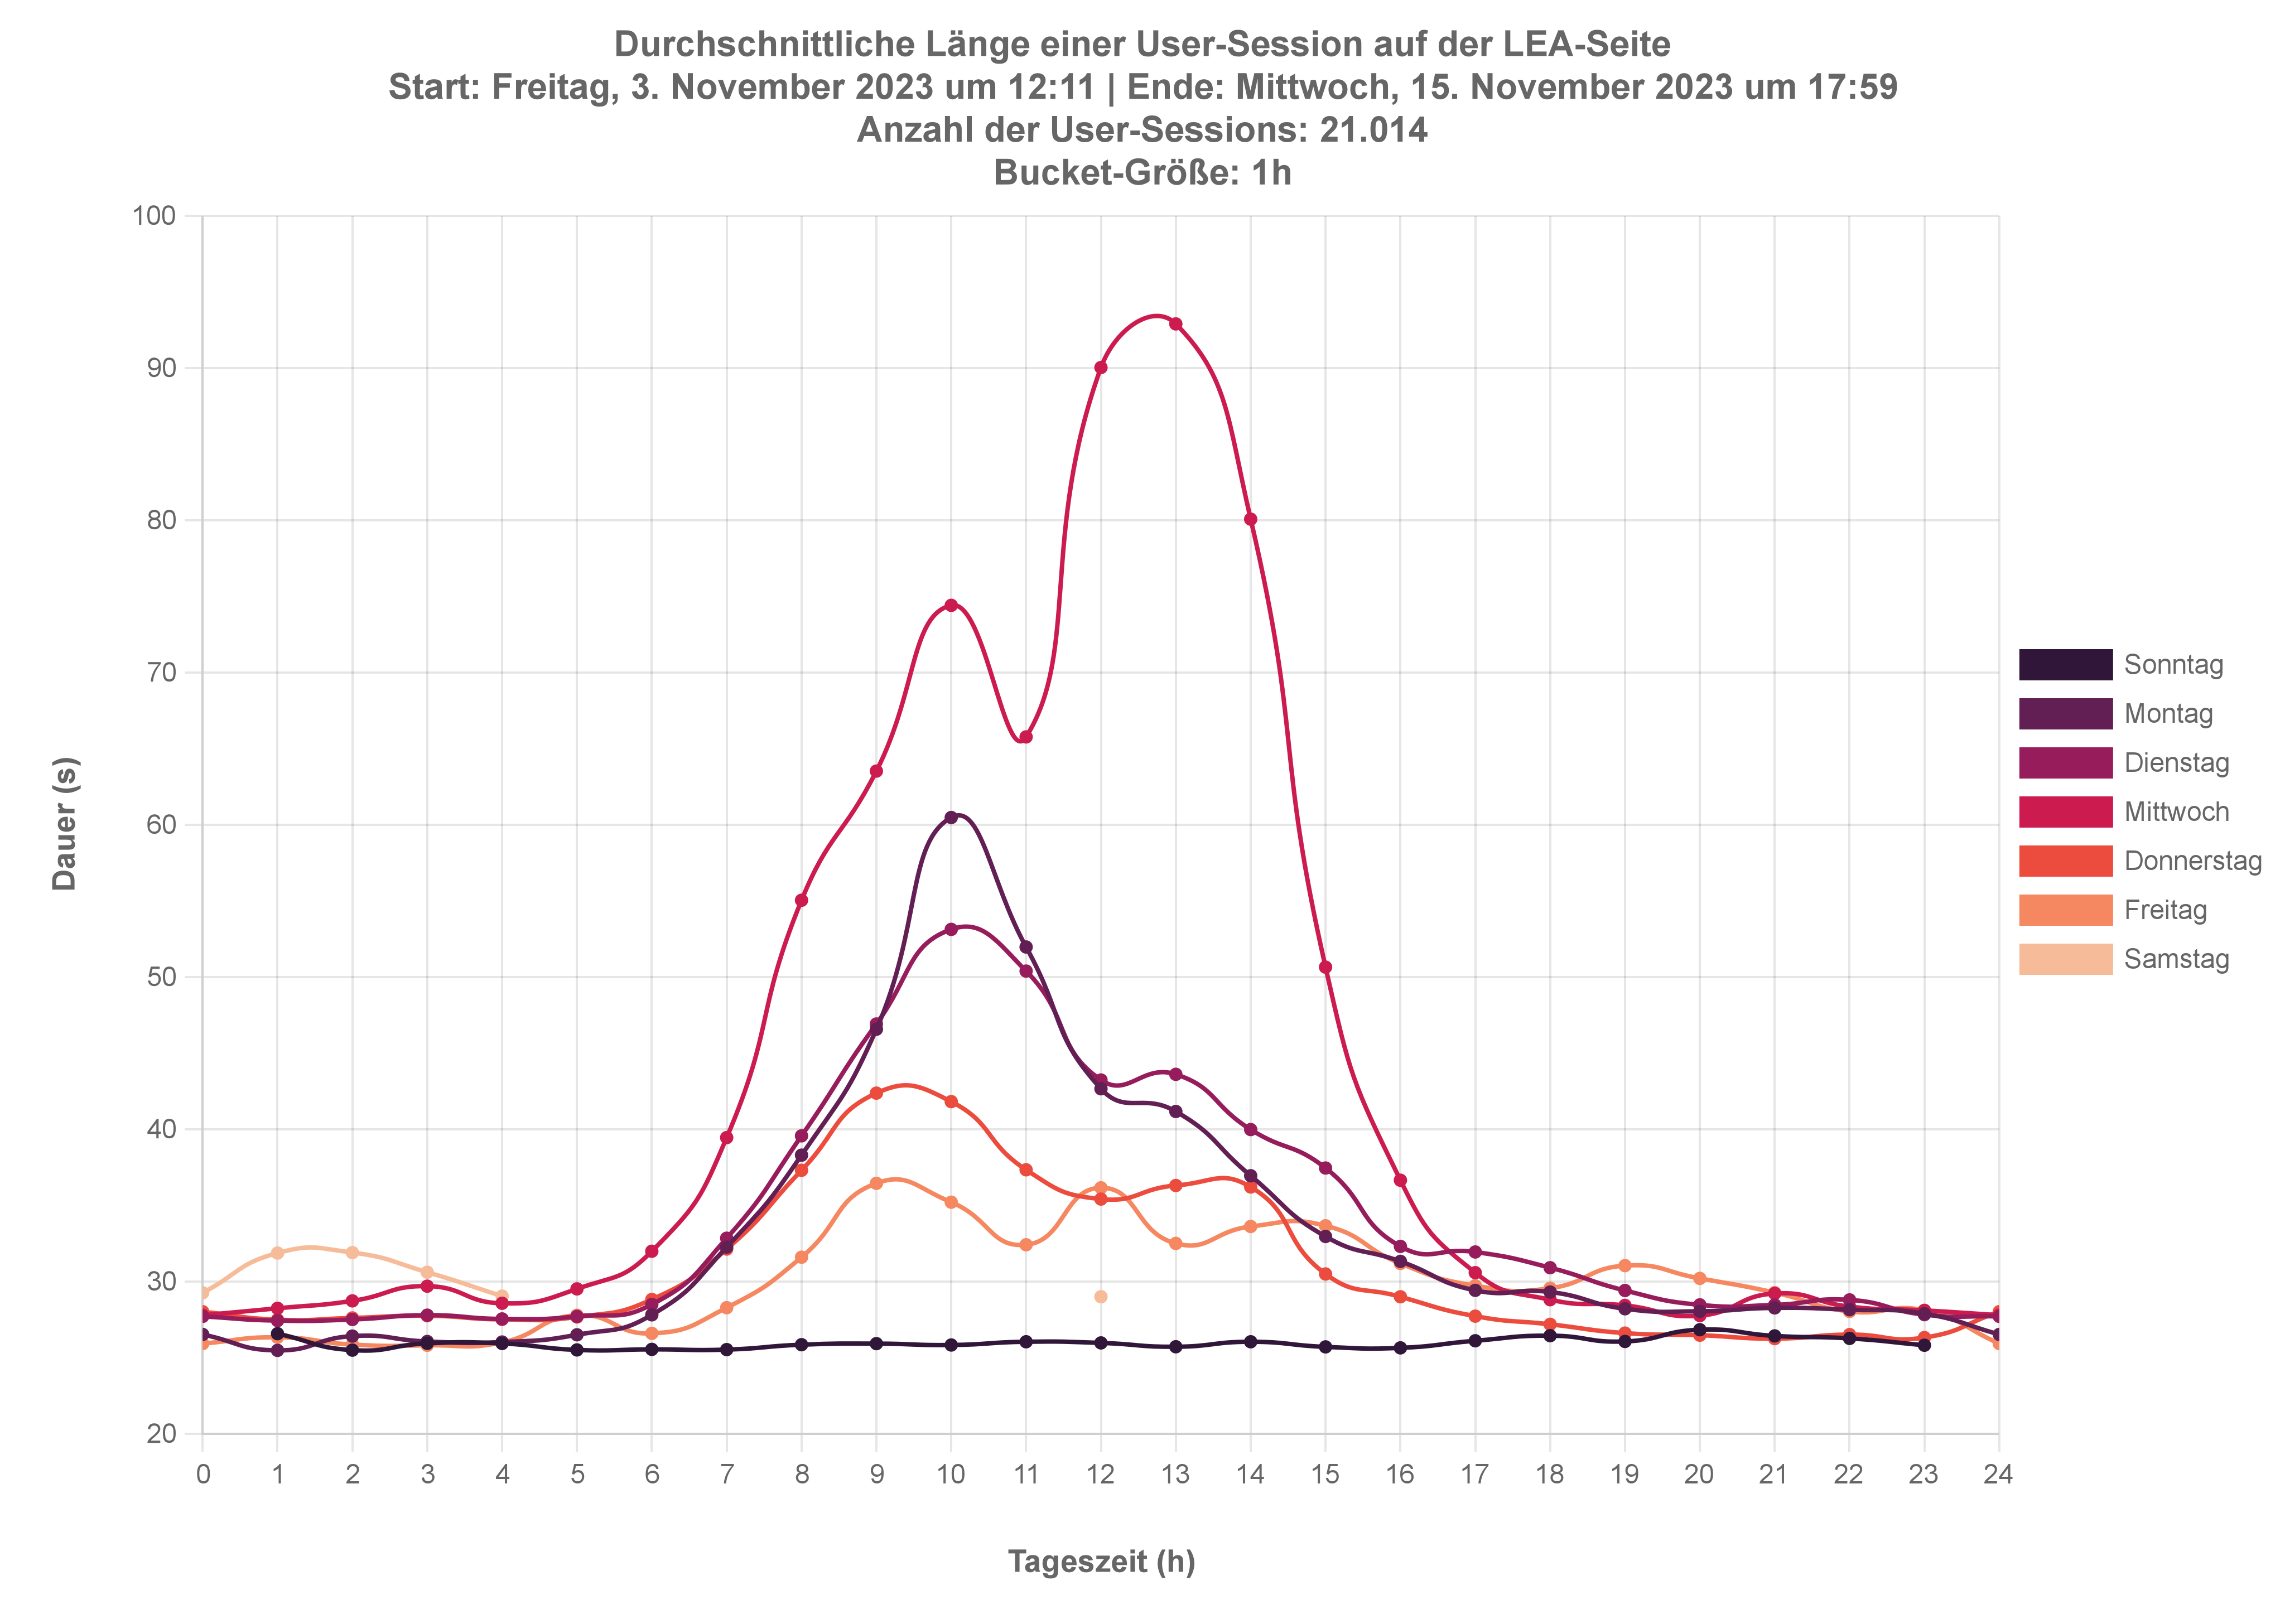 Durchschnittliche Länge einer User-Session auf der LEA-Seite
Start: Freitag, 3. November 2023 um 12:11 | Ende: Mittwoch, 15. November 2023 um 17:59
Anzahl der User-Sessions: 21.014
Bucket-Größe: 1h
100
90
80
70
60
50
40
30
20
Dauer (s)
0 1 2 3 4 5 6 7 8 9 10 11 12 13 14 15 16 17 18 19 20 21 22 23 24
Tageszeit (h)
Sonntag
Montag
Dienstag
Mittwoch
Donnerstag
Freitag
Samstag